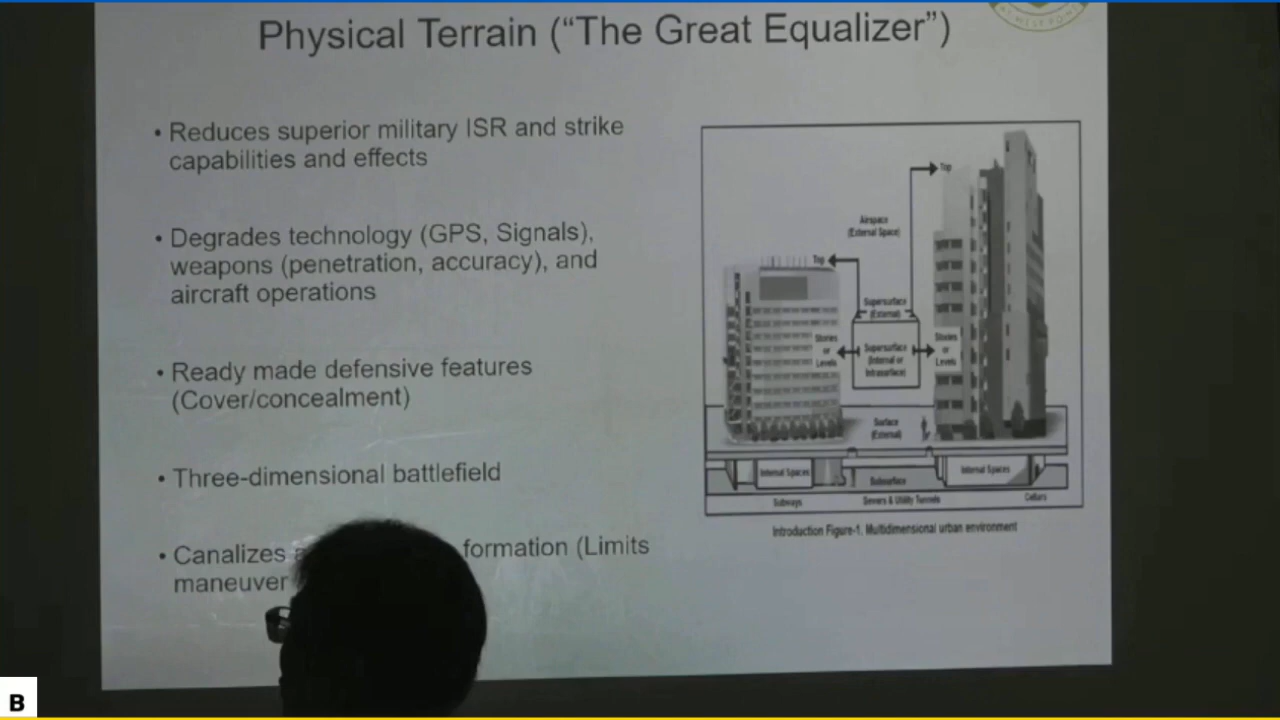 Physical Terrain (“The Great Equalizer”)
• Reduces superior military ISR and strike
capabilities and effects
• Degrades technology (GPS, Signals),
weapons (penetration, accuracy), and
aircraft operations
• Ready made defensive features
(Cover/concealment)
• Three-dimensional battlefield
• Canalizes
formation (Limits
maneuver
Top
Airspace
(External Space)
Top
Supersurface
(External)
Stories
or
Levels
Supersurface
(Internal or
Intrasurface)
Stories
or
Levels
Surface
(External)
Internal Spaces
Subsurface
Internal Spaces
Subways
Sewers & Utility Tunnels
Cellars
Introduction Figure-1. Multidimensional urban environment
B